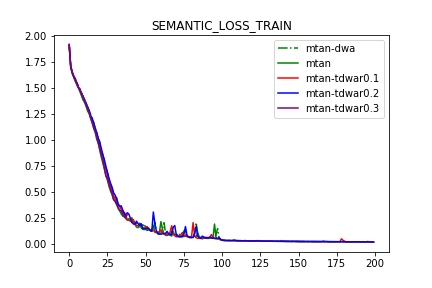 SEMANTIC_LOSS_TRAIN
2.00
1.75
1.50
1.25
1.00
0.75
0.50
0.25
0.00
mtan-dwa
mtan
mtan-tdwar0.1
mtan-tdwar0.2
mtan-tdwar0.3
0 25 50 75 100 125 150 175 200